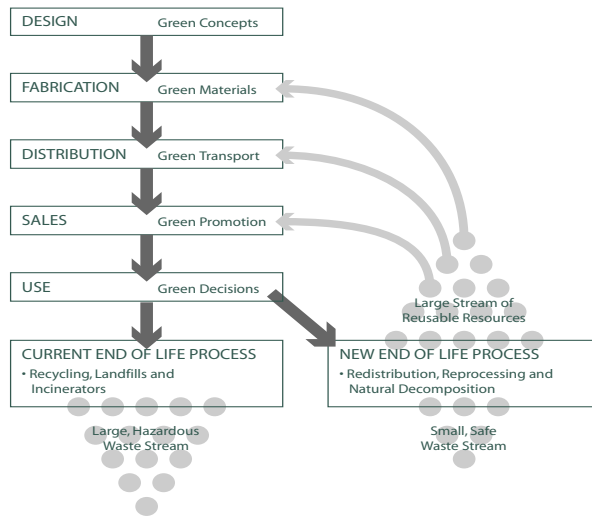 DESIGN Green Concepts
FABRICATION Green Materials
DISTRIBUTION Green Transport
SALES Green Promotion
USE Green Decisions
Large Stream of
Reusable Resources
CURRENT END OF LIFE PROCESS
• Recycling, Landfills and
Incinerators
NEW END OF LIFE PROCESS
• Redistribution, Reprocessing and
Natural Decomposition
Large, Hazardous
Waste Stream
Small, Safe
Waste Stream